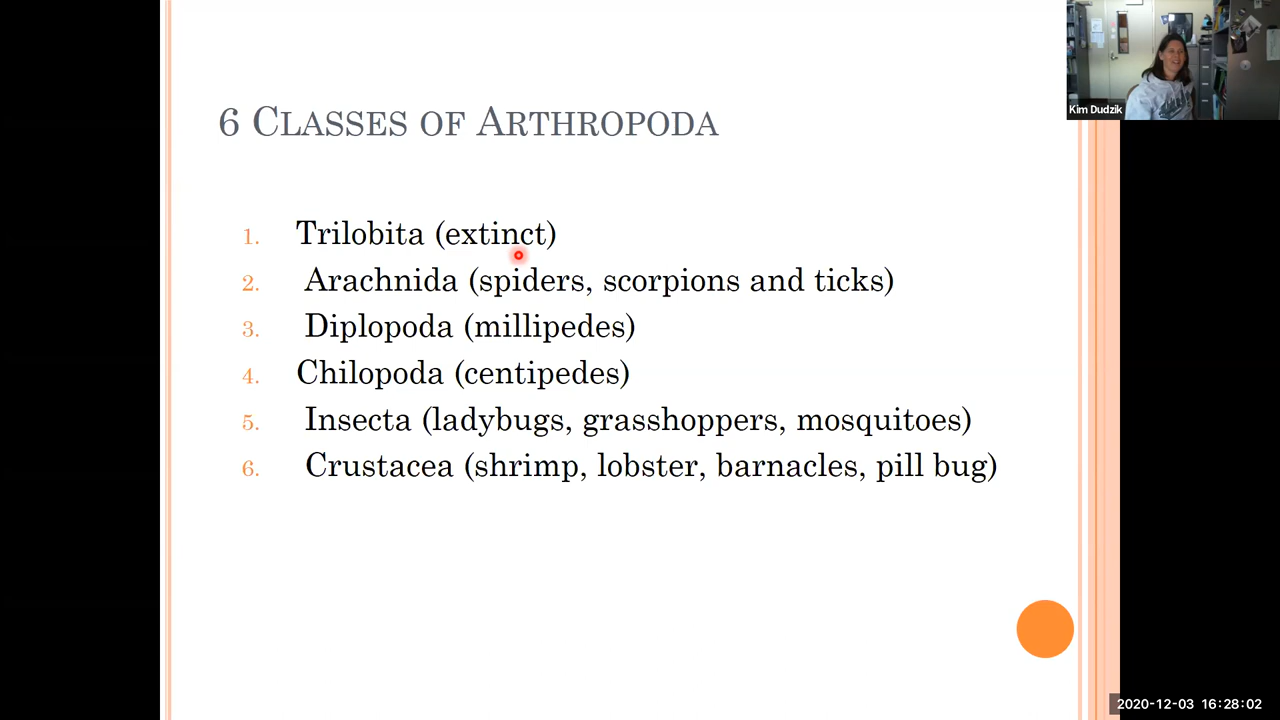 6 Classes of Arthropoda
Kim Dudzik
1. Trilobita (extinct)
2. Arachnida (spiders, scorpions and ticks)
3. Diplopoda (millipedes)
4. Chilopoda (centipedes)
5. Insecta (ladybugs, grasshoppers, mosquitoes)
6. Crustacea (shrimp, lobster, barnacles, pill bug)
2020-12-03 16:28:02